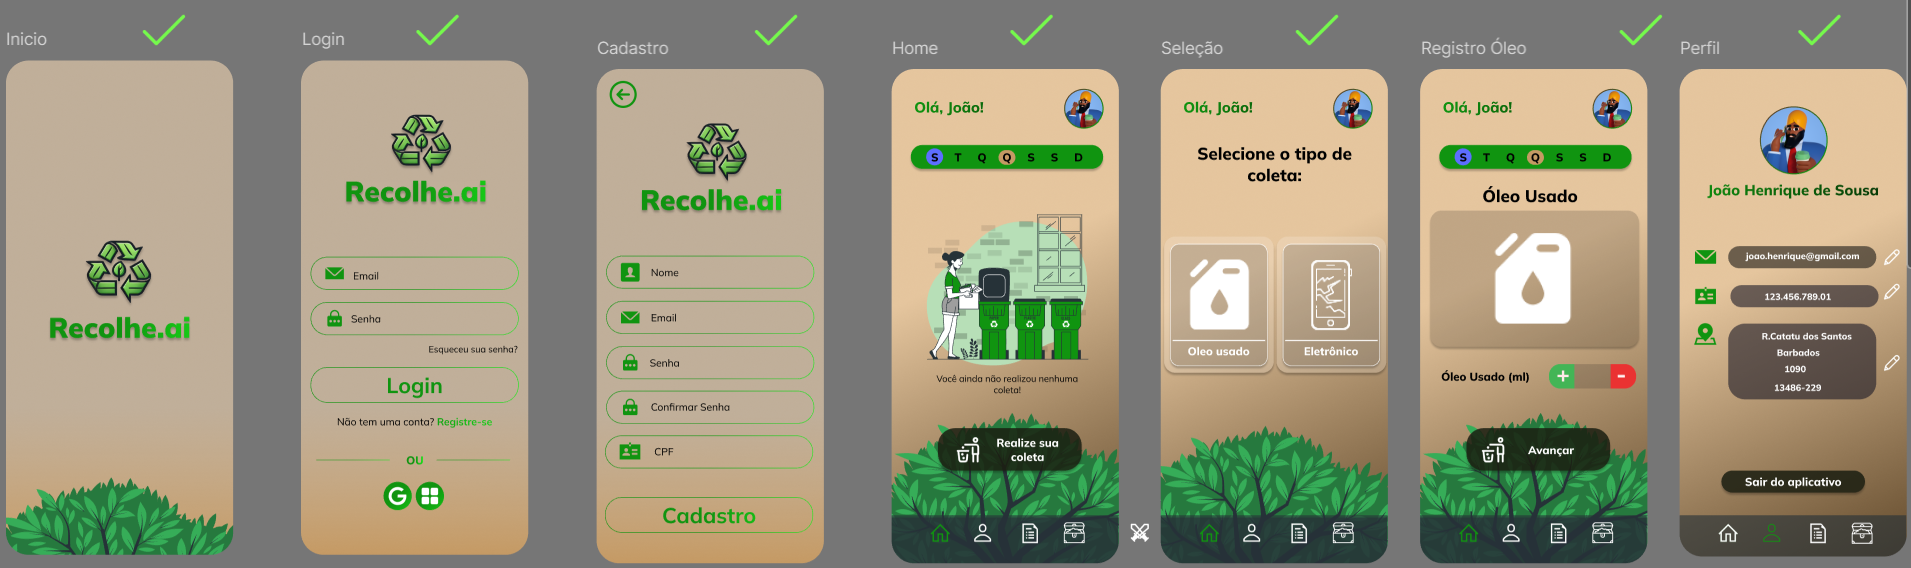 Inicio
Recolhe.ai
Login
Recolhe.ai
Email
Senha
Esqueceu sua senha?
Login
Não tem uma conta? Registre-se
OU
G
Cadastro
Recolhe.ai
Nome
Email
Senha
Confirmar Senha
CPF
Cadastro
Home
Olá, João!
S T Q Q S S D
Você ainda não realizou nenhuma
coleta!
Realize sua
coleta
Seleção
Olá, João!
Selecione o tipo de
coleta:
Oleo usado
Eletrônico
Registro Óleo
Olá, João!
S T Q Q S S D
Óleo Usado
Óleo Usado (ml)
+ -
Avançar
Perfil
João Henrique de Sousa
joao.henrique@gmail.com
123.456.789.01
R.Catatu dos Santos
Barbados
1090
13486-229
Sair do aplicativo